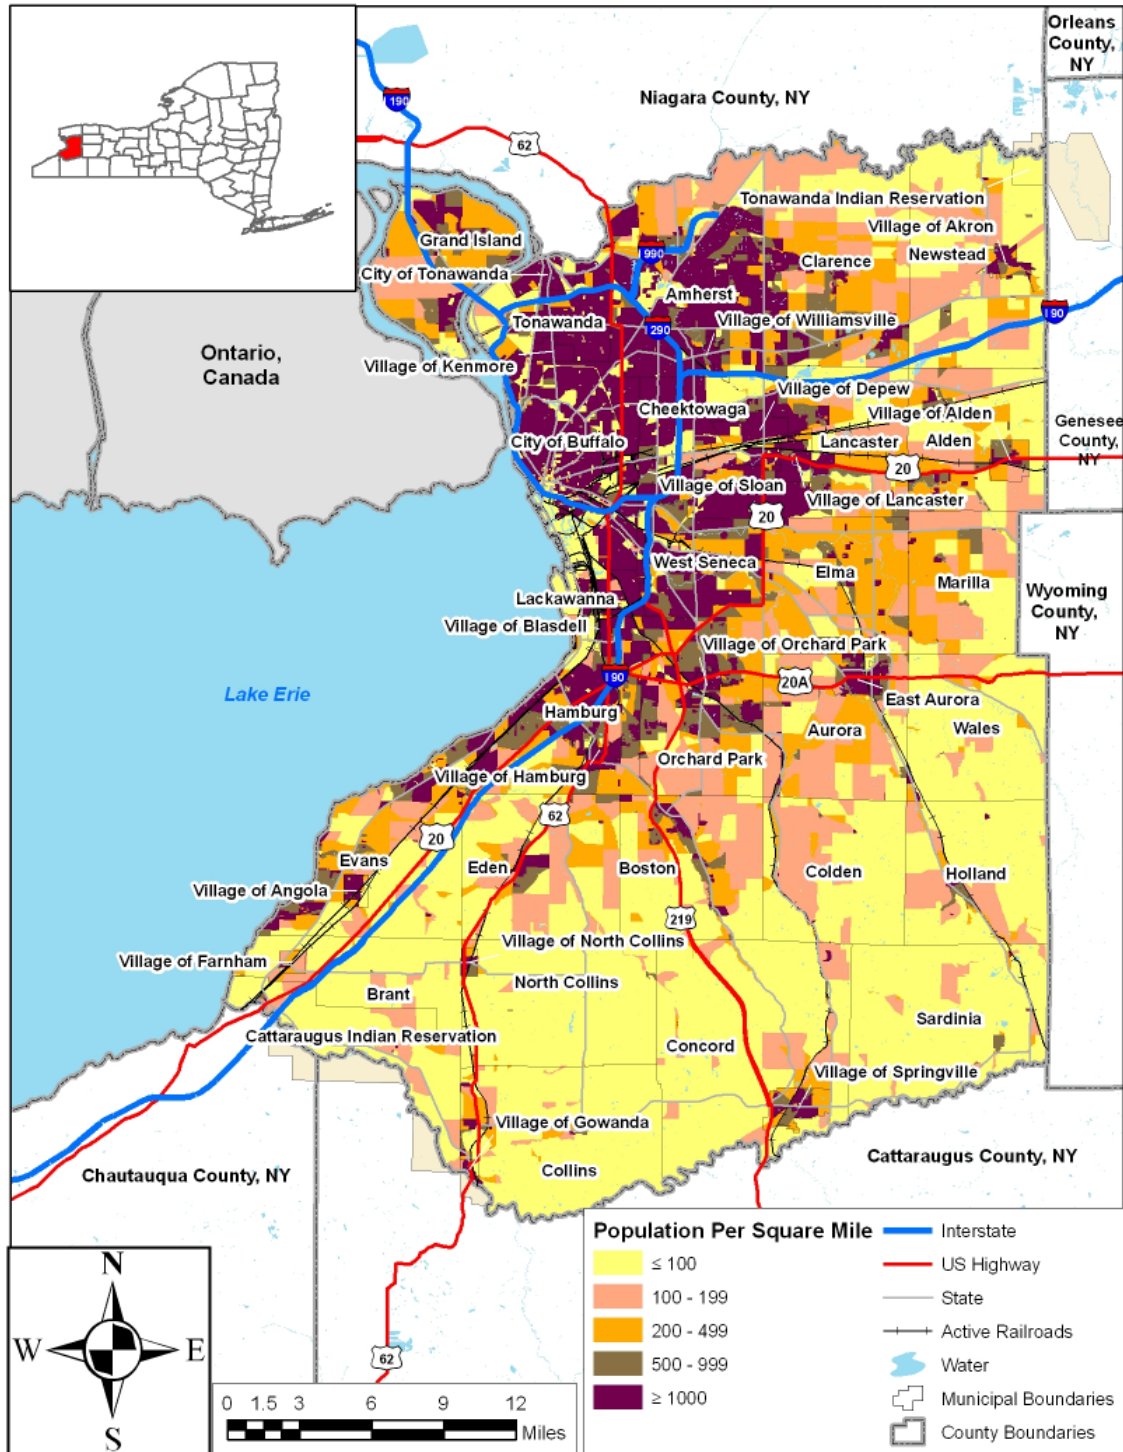 Orleans
County,
NY
Niagara County, NY
I 190
62
Tonawanda Indian Reservation
Village of Akron
Grand Island
Newstead
I 990
Clarence
City of Tonawanda
Amherst
Tonawanda
I 290
Village of Williamsville
I 90
Ontario,
Canada
Village of Kenmore
Village of Depew
Cheektowaga
Village of Alden
City of Buffalo
Lancaster
Alden
Genesee
County,
NY
20
Village of Sloan
Village of Lancaster
20
West Seneca
Elma
Marilla
Wyoming
County,
NY
Lackawanna
Village of Blasdell
Village of Orchard Park
I 90
20A
Lake Erie
East Aurora
Hamburg
Aurora
Wales
Orchard Park
Village of Hamburg
62
20
Evans
Eden
Boston
Colden
Holland
Village of Angola
219
Village of North Collins
Village of Farnham
North Collins
Brant
Sardinia
Cattaraugus Indian Reservation
Concord
Village of Springville
Village of Gowanda
Collins
Cattaraugus County, NY
Chautauqua County, NY
62
N
W
E
S
0 1.5 3 6 9 12
Miles
Population Per Square Mile
≤ 100
100 - 199
200 - 499
500 - 999
≥ 1000
Interstate
US Highway
State
Active Railroads
Water
Municipal Boundaries
County Boundaries